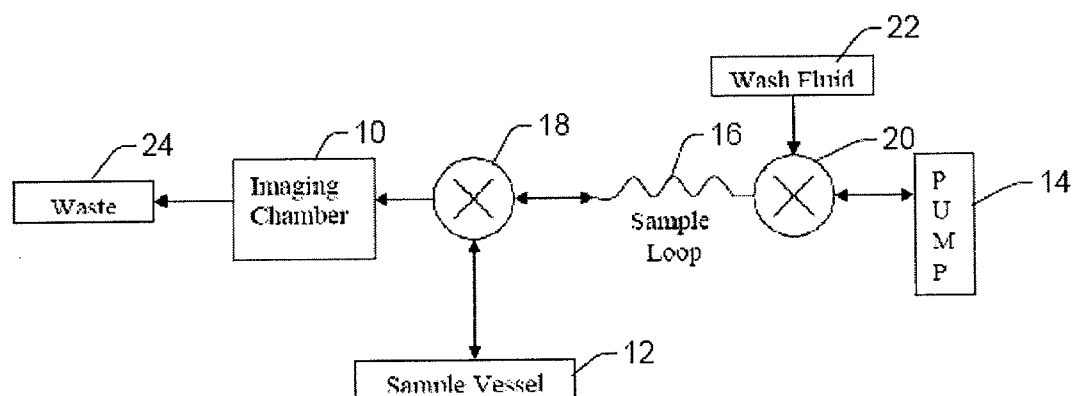 22
Wash Fluid
18
16
20
10
24
Imaging
Chamber
P
U
M
P
14
Waste
Sample
Loop
12
Sample Vessel